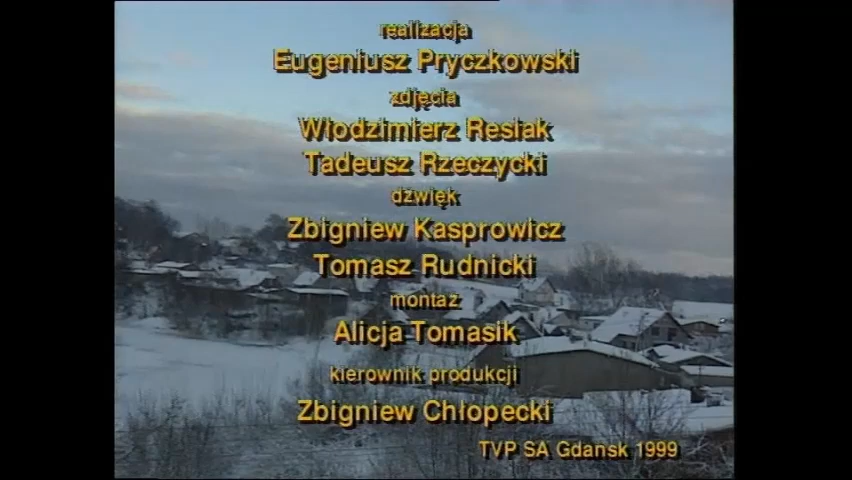 realizacja
Eugeniusz Pryczkowski
zdjęcia
Włodzimierz Resiak
Tadeusz Rzeczycki
dźwięk
Zbigniew Kasprowicz
Tomasz Rudnicki
montaż
Alicja Tomasik
kierownik produkcji
Zbigniew Chłopecki
TVP SA Gdańsk 1999